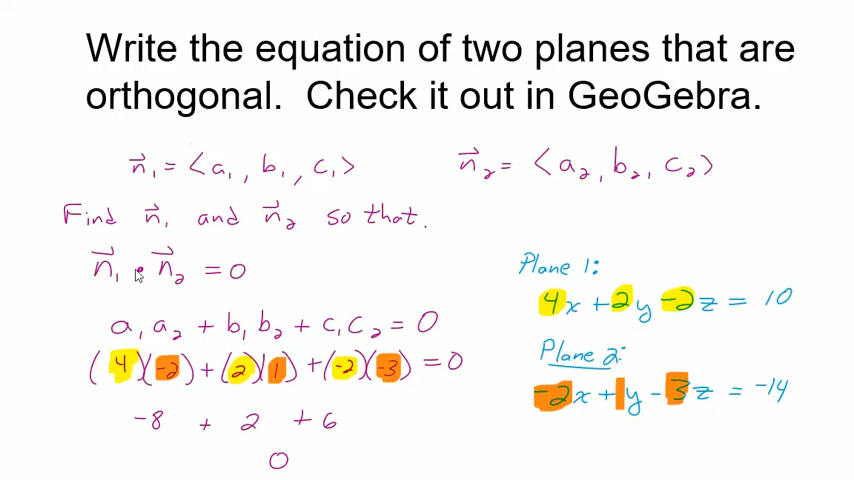 Write the equation of two planes that are
orthogonal. Check it out in GeoGebra.
n⃗₁ = <a₁, b₁, c₁>
n⃗₂ = <a₂, b₂, c₂>
Find n⃗₁ and n⃗₂ so that.
n⃗₁ • n⃗₂ = 0
a₁a₂ + b₁b₂ + c₁c₂ = 0
(4)(-2) + (2)(1) + (-2)(-3) = 0
-8 + 2 + 6
0
Plane 1:
4x + 2y - 2z = 10
Plane 2:
-2x + 1y - 3z = -14